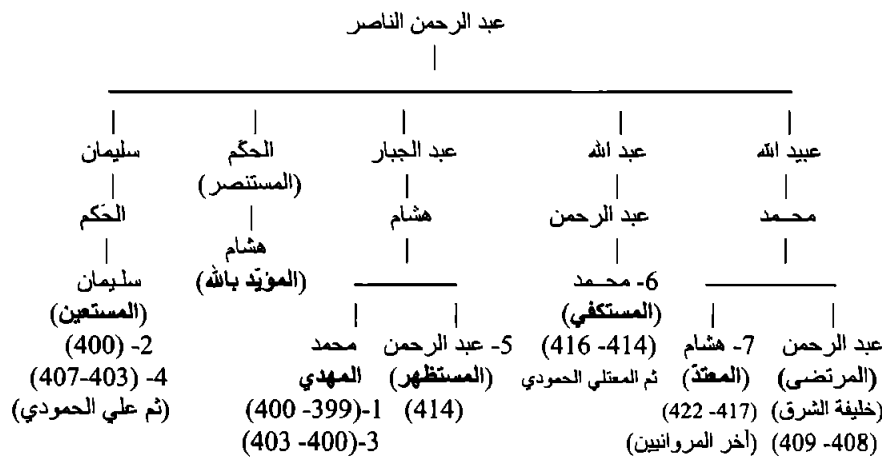 عبد الرحمن الناصر
عبيد الله عبد الله عبد الجبار الحكم سليمان
(المستنصر)
محمد عبد الرحمن هشام الحَكم
هشام
(المؤيّد بالله)
6- محمد سليمان
(المستكفي) (المستعين)
عبد الرحمن 7- هشام (414- 416) 5- عبد الرحمن محمد 2- (400)
(المرتضى) (المعتدّ) ثم المعتلي الحمودي (المستظهر) المهدي 4- (403-407)
(خليفة الشرق) (417- 422) (414) 1-(399- 400) (ثم علي الحمودي)
(408- 409) (أخر المروانيين) 3-(400- 403)